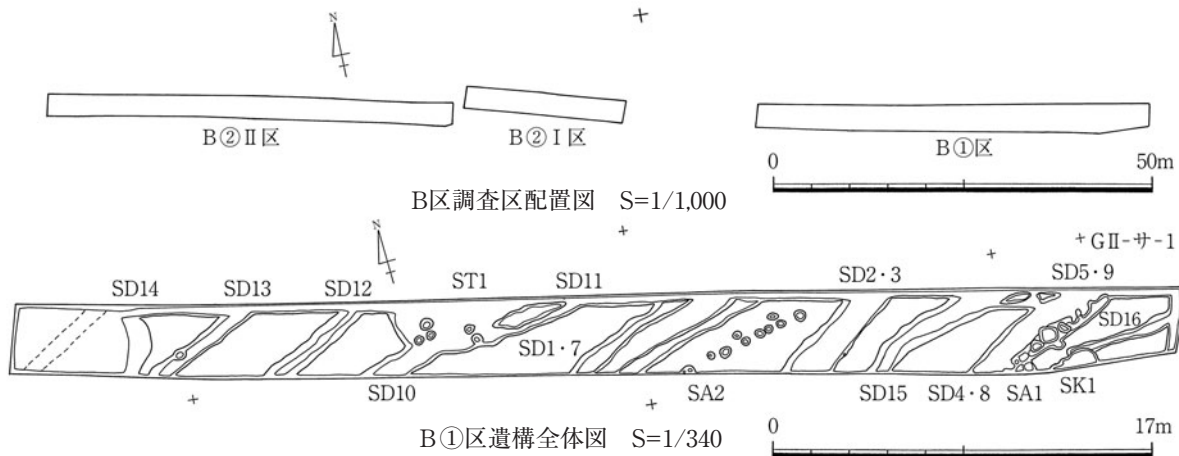 N
B②Ⅱ区
B②Ⅰ区
B①区
0
50m
B区調査区配置図 S=1/1,000
N
GⅡ-サ-1
SD14
SD13
SD12
ST1
SD11
SD2・3
SD5・9
SD16
SD1・7
SD10
SA2
SD15
SD4・8
SA1
SK1
0
17m
B①区遺構全体図 S=1/340